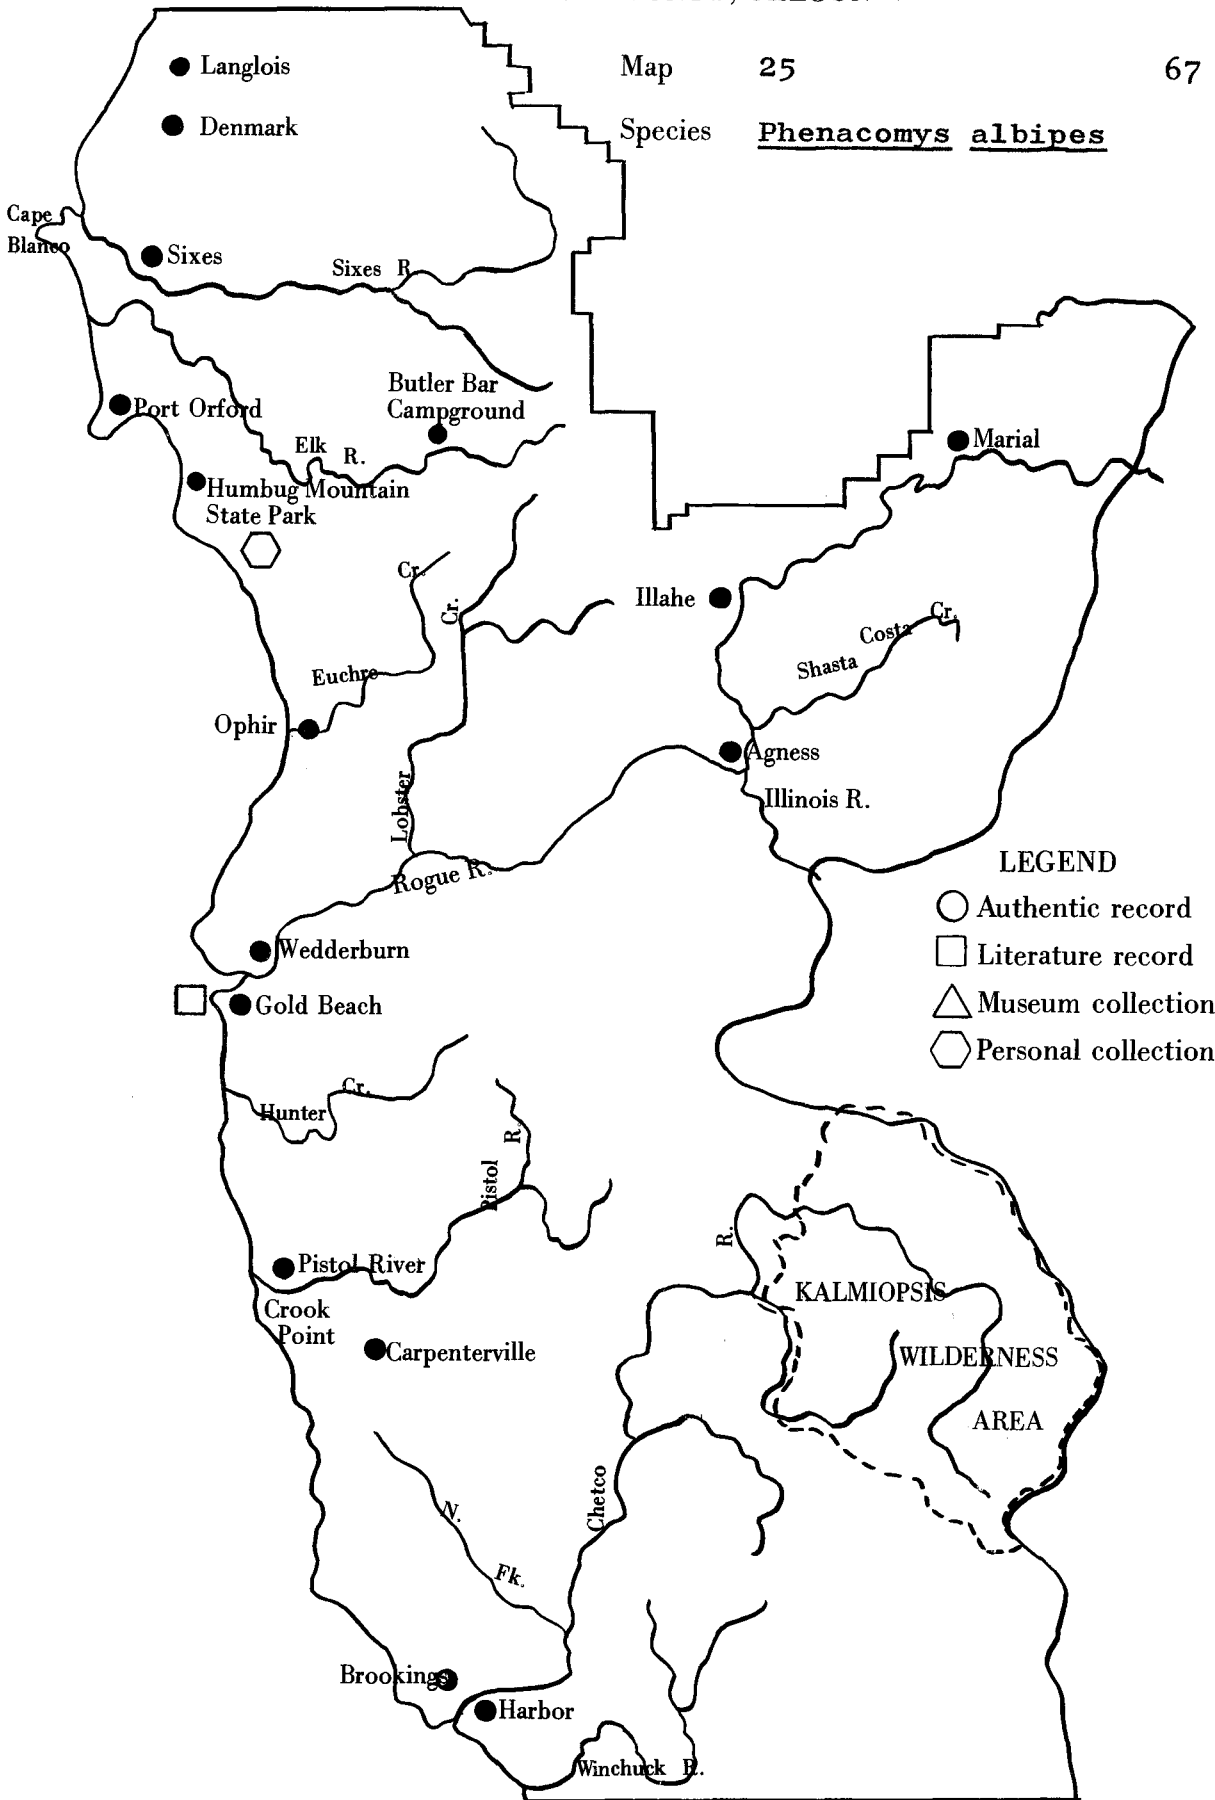 Map 25 67
Langlois
Species Phenacomys albipes
Denmark
Cape
Blanco
Sixes
Sixes R.
Butler Bar
Campground
Port Orford
Marial
Elk R.
Humbug Mountain
State Park
Cr.
Illahe
Cr.
Shasta Costa Cr.
Euchre
Ophir
Agness
Lobster
Illinois R.
LEGEND
Rogue R.
Authentic record
Wedderburn
Literature record
Gold Beach
Museum collection
Personal collection
Hunter Cr.
Pistol R.
R.
Pistol River
KALMIOPSIS
Crook
Point
Carpenterville
WILDERNESS
AREA
Chetco
N. Fk.
Brookings
Harbor
Winchuck R.